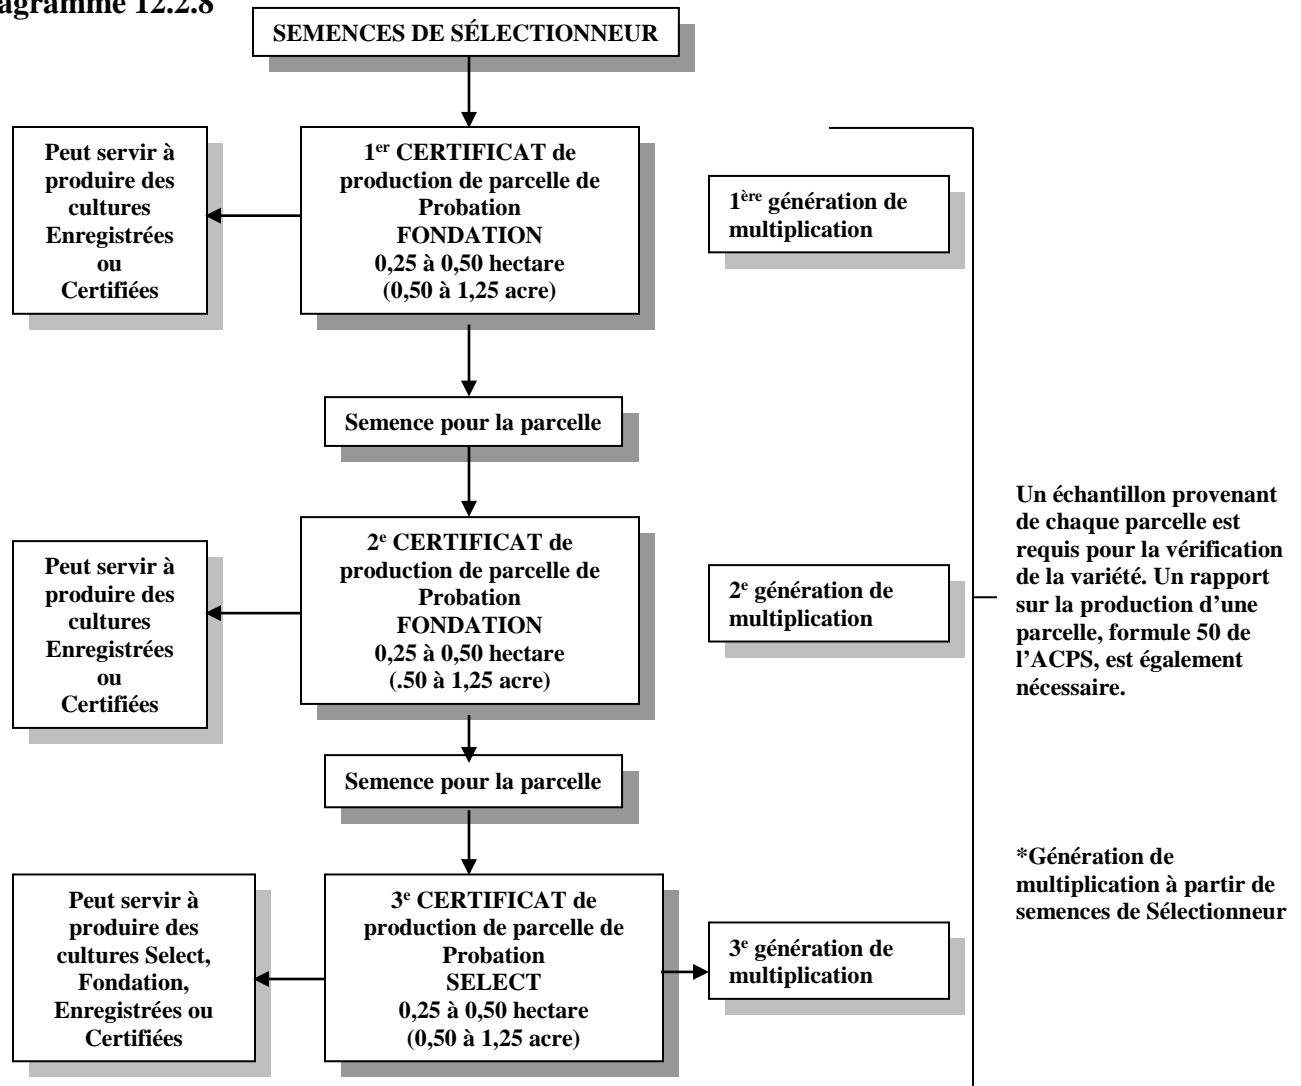 agramme 12.2.8
SEMENCES DE SÉLECTIONNEUR
Peut servir à
produire des
cultures
Enregistrées
ou
Certifiées
1er CERTIFICAT de
production de parcelle de
Probation
FONDATION
0,25 à 0,50 hectare
(0,50 à 1,25 acre)
1ère génération de
multiplication
Semence pour la parcelle
Peut servir à
produire des
cultures
Enregistrées
ou
Certifiées
2e CERTIFICAT de
production de parcelle de
Probation
FONDATION
0,25 à 0,50 hectare
(.50 à 1,25 acre)
2e génération de
multiplication
Un échantillon provenant
de chaque parcelle est
requis pour la vérification
de la variété. Un rapport
sur la production d’une
parcelle, formule 50 de
l’ACPS, est également
nécessaire.
Semence pour la parcelle
Peut servir à
produire des
cultures Select,
Fondation,
Enregistrées ou
Certifiées
3e CERTIFICAT de
production de parcelle de
Probation
SELECT
0,25 à 0,50 hectare
(0,50 à 1,25 acre)
3e génération de
multiplication
*Génération de
multiplication à partir de
semences de Sélectionneur